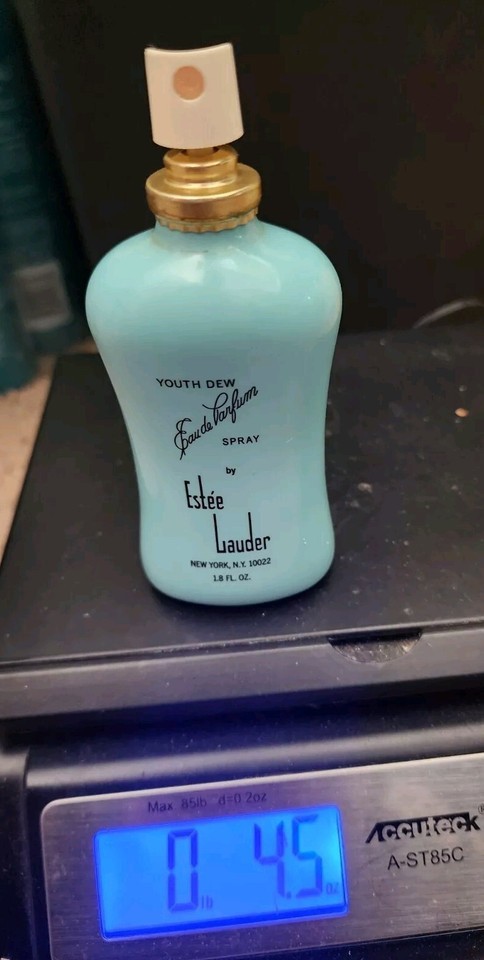 YOUTH DEW
Eau de Parfum
SPRAY
by
Estée
Lauder
NEW YORK, N.Y. 10022
1.8 FL. OZ.
Max 85lb d=0.2oz
Accuteck®
A-ST85C
0 lb 4.5 oz